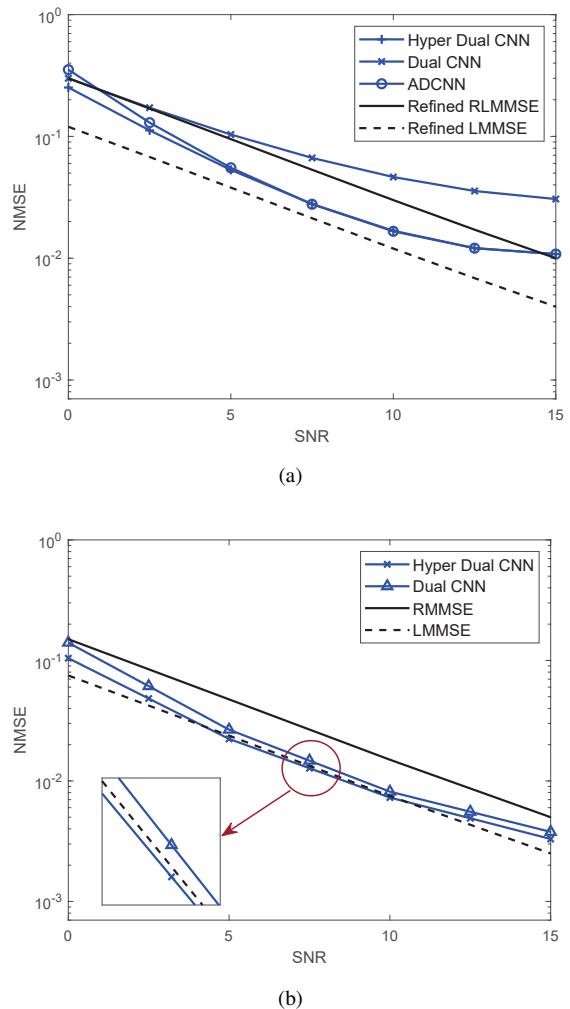 10^0
10^-1
10^-2
10^-3
NMSE
0 5 10 15
SNR
Hyper Dual CNN
Dual CNN
ADCNN
Refined RLMMSE
Refined LMMSE
(a)
10^0
10^-1
10^-2
10^-3
NMSE
0 5 10 15
SNR
Hyper Dual CNN
Dual CNN
RMMSE
LMMSE
(b)